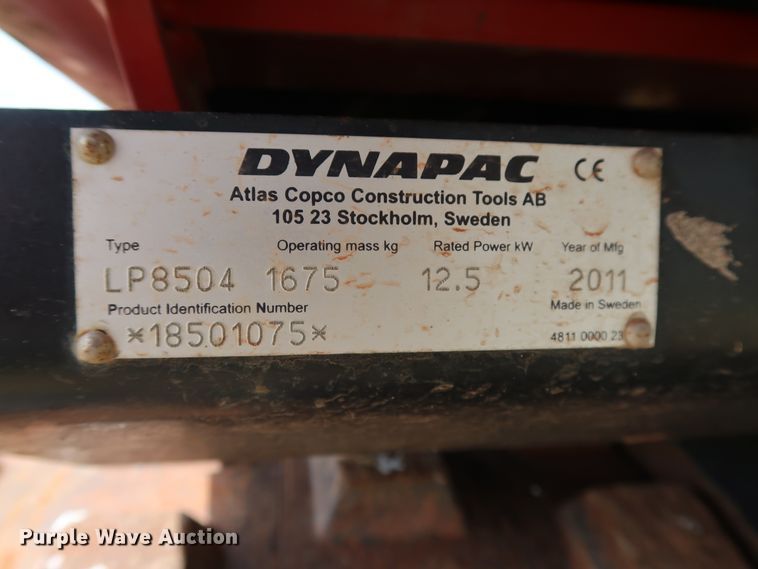 DYNAPAC CE
Atlas Copco Construction Tools AB
105 23 Stockholm, Sweden
Type Operating mass kg Rated Power kW Year of Mfg
LP8504 1675 12.5 2011
Product Identification Number Made in Sweden
*18501075* 4811 0000 23
Purple Wave Auction